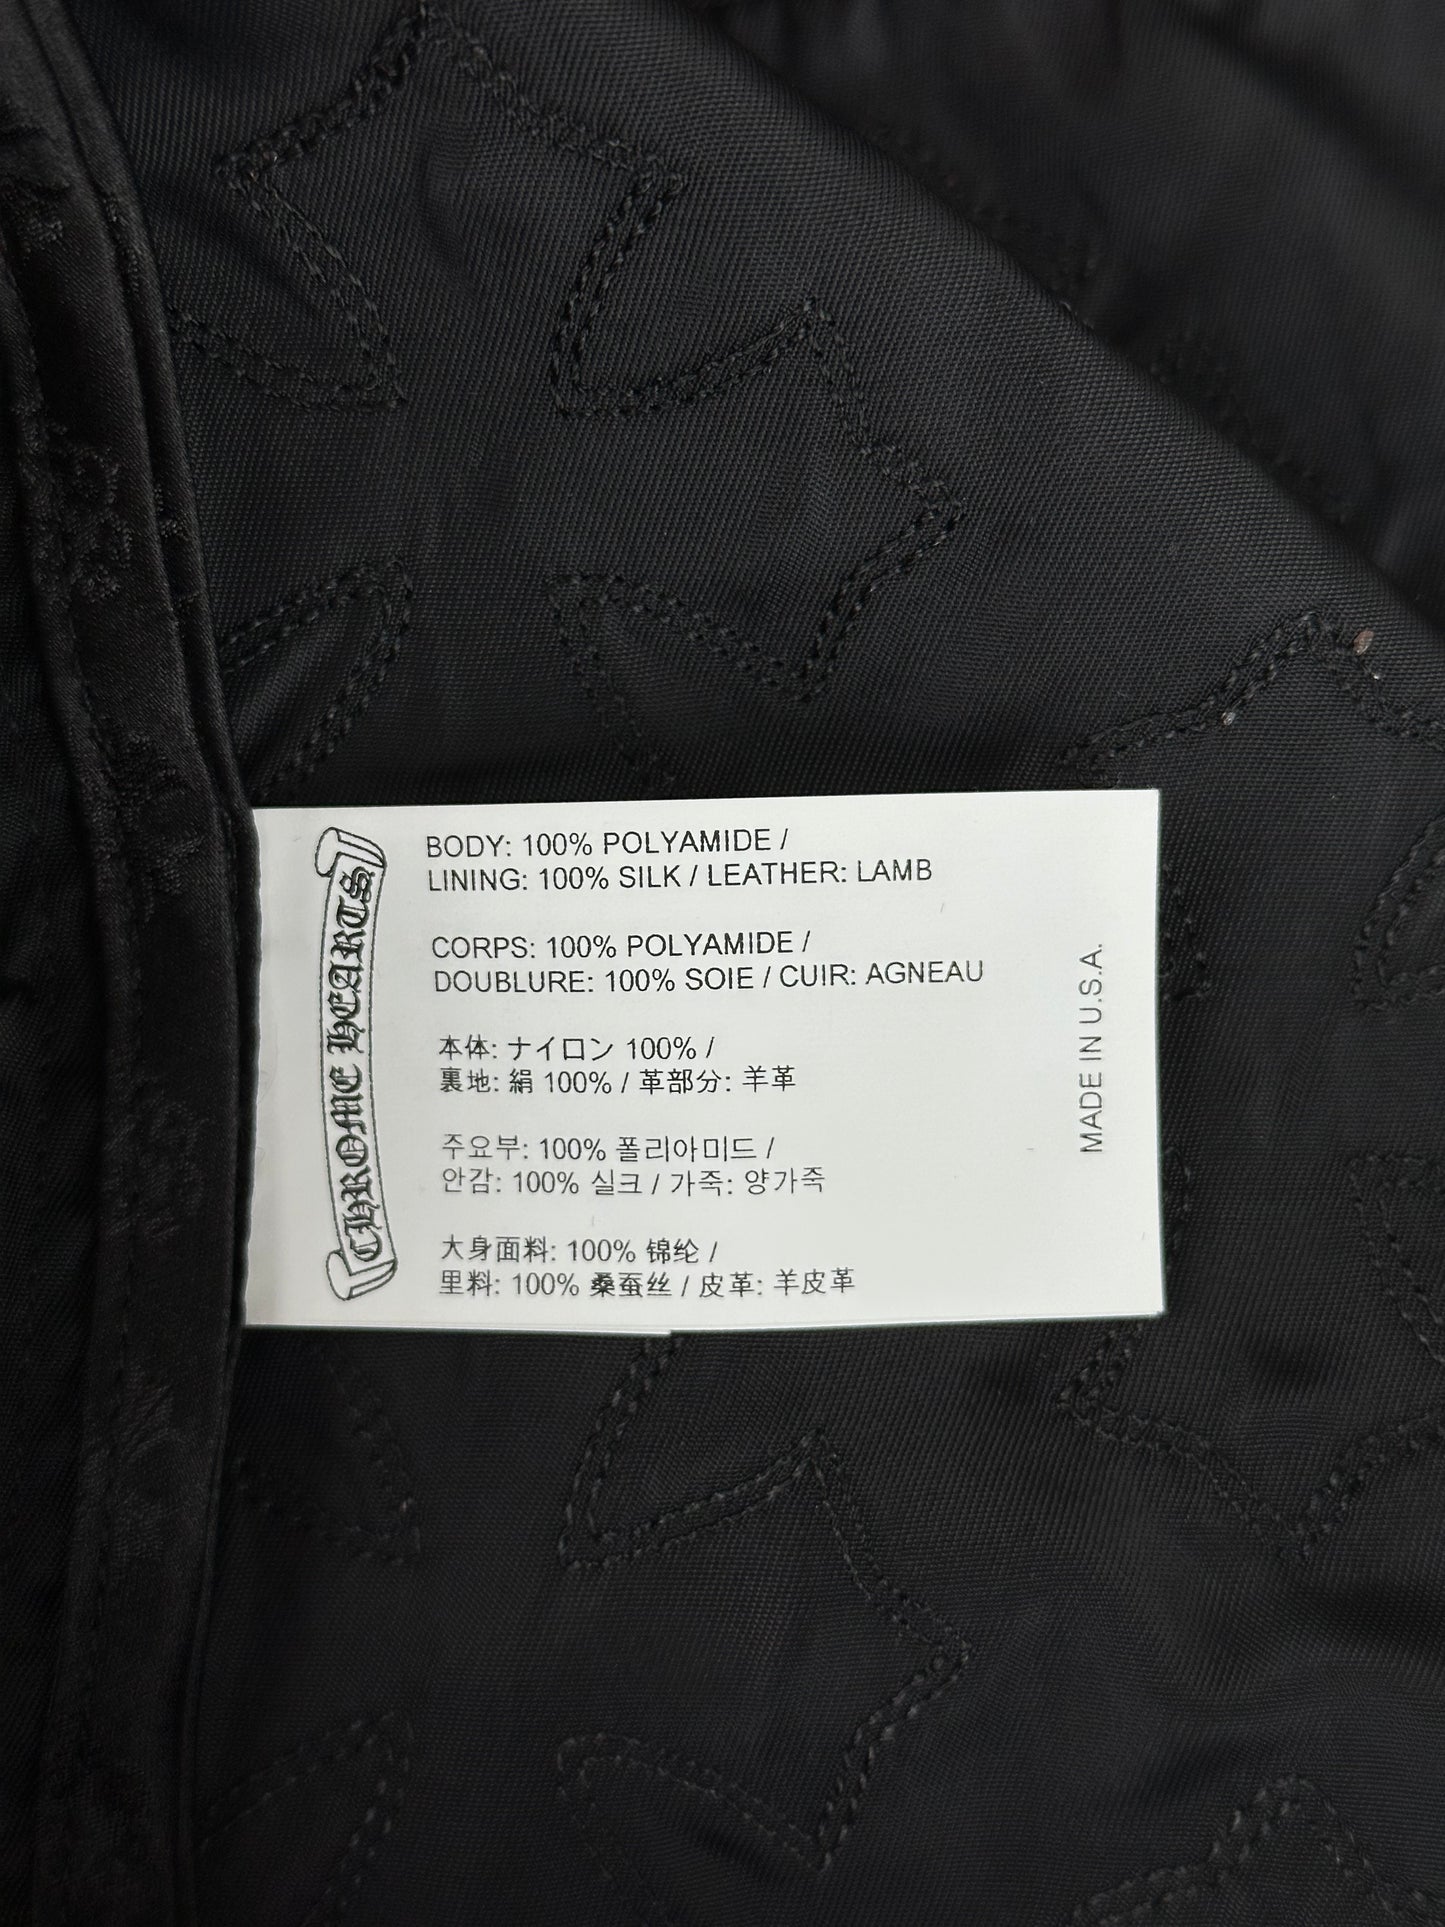 CHROME HEARTS
BODY: 100% POLYAMIDE /
LINING: 100% SILK / LEATHER: LAMB
CORPS: 100% POLYAMIDE /
DOUBLURE: 100% SOIE / CUIR: AGNEAU
本体: ナイロン 100% /
裏地: 絹 100% / 革部分: 羊革
주요부: 100% 폴리아미드 /
안감: 100% 실크 / 가죽: 양가죽
大身面料: 100% 锦纶 /
里料: 100% 桑蚕丝 / 皮革: 羊皮革
MADE IN U.S.A.